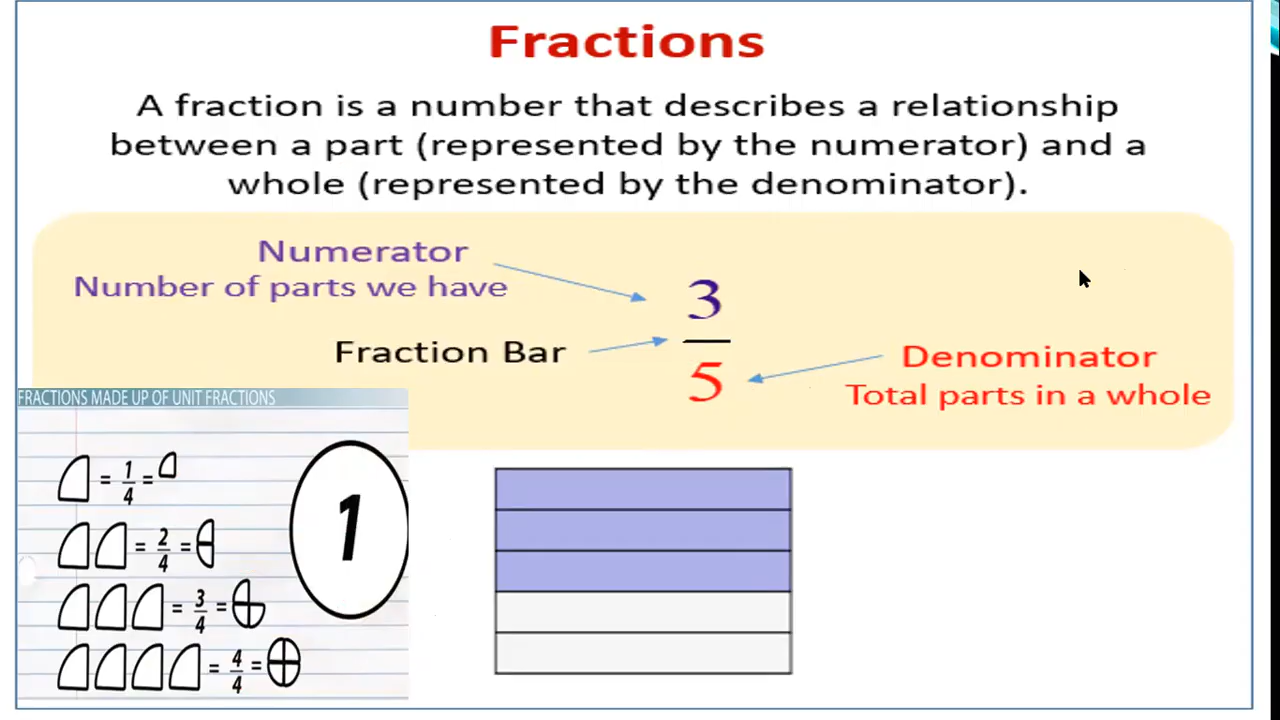 Fractions
A fraction is a number that describes a relationship
between a part (represented by the numerator) and a
whole (represented by the denominator).
Numerator
Number of parts we have
3
Fraction Bar
5
Denominator
Total parts in a whole
FRACTIONS MADE UP OF UNIT FRACTIONS
= 1/4 =
= 2/4 =
= 3/4 =
= 4/4 =
1